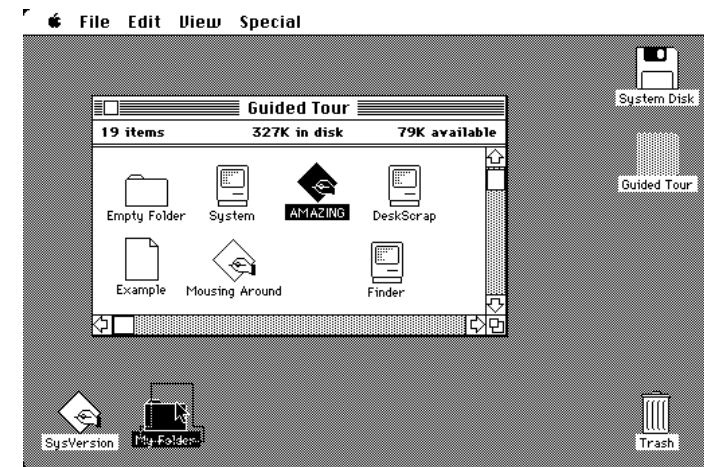 File Edit View Special
System Disk
Guided Tour
19 items 327K in disk 79K available
Guided Tour
Empty Folder System AMAZING DeskScrap
Example Mousing Around Finder
SysVersion My Folder Trash